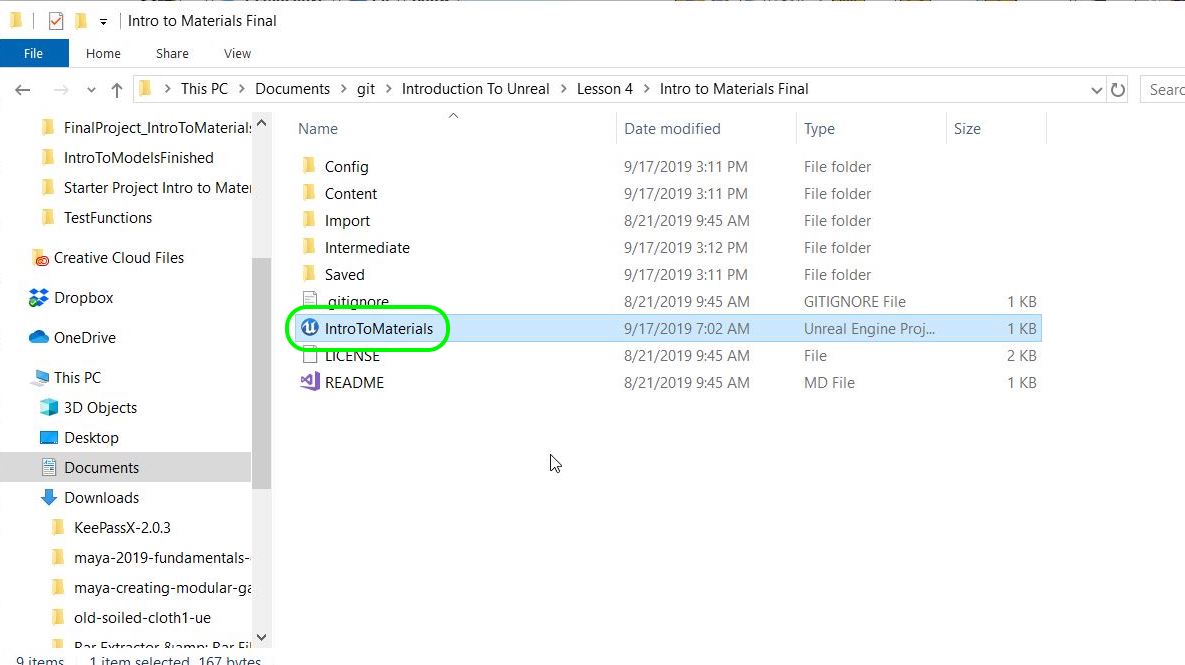 Intro to Materials Final
File Home Share View
This PC Documents git Introduction To Unreal Lesson 4 Intro to Materials Final
Searc
Name Date modified Type Size
FinalProject_IntroToMaterials
IntroToModelsFinished
Starter Project Intro to Mater
TestFunctions
Creative Cloud Files
Dropbox
OneDrive
This PC
3D Objects
Desktop
Documents
Downloads
KeePassX-2.0.3
maya-2019-fundamentals-
maya-creating-modular-ga
old-soiled-cloth1-ue
Rar Extractor &amp; Rar Fil
Config 9/17/2019 3:11 PM File folder
Content 9/17/2019 3:11 PM File folder
Import 8/21/2019 9:45 AM File folder
Intermediate 9/17/2019 3:12 PM File folder
Saved 9/17/2019 3:11 PM File folder
.gitignore 8/21/2019 9:45 AM GITIGNORE File 1 KB
IntroToMaterials 9/17/2019 7:02 AM Unreal Engine Proj... 1 KB
LICENSE 8/21/2019 9:45 AM File 2 KB
README 8/21/2019 9:45 AM MD File 1 KB
9 items 1 item selected 167 bytes